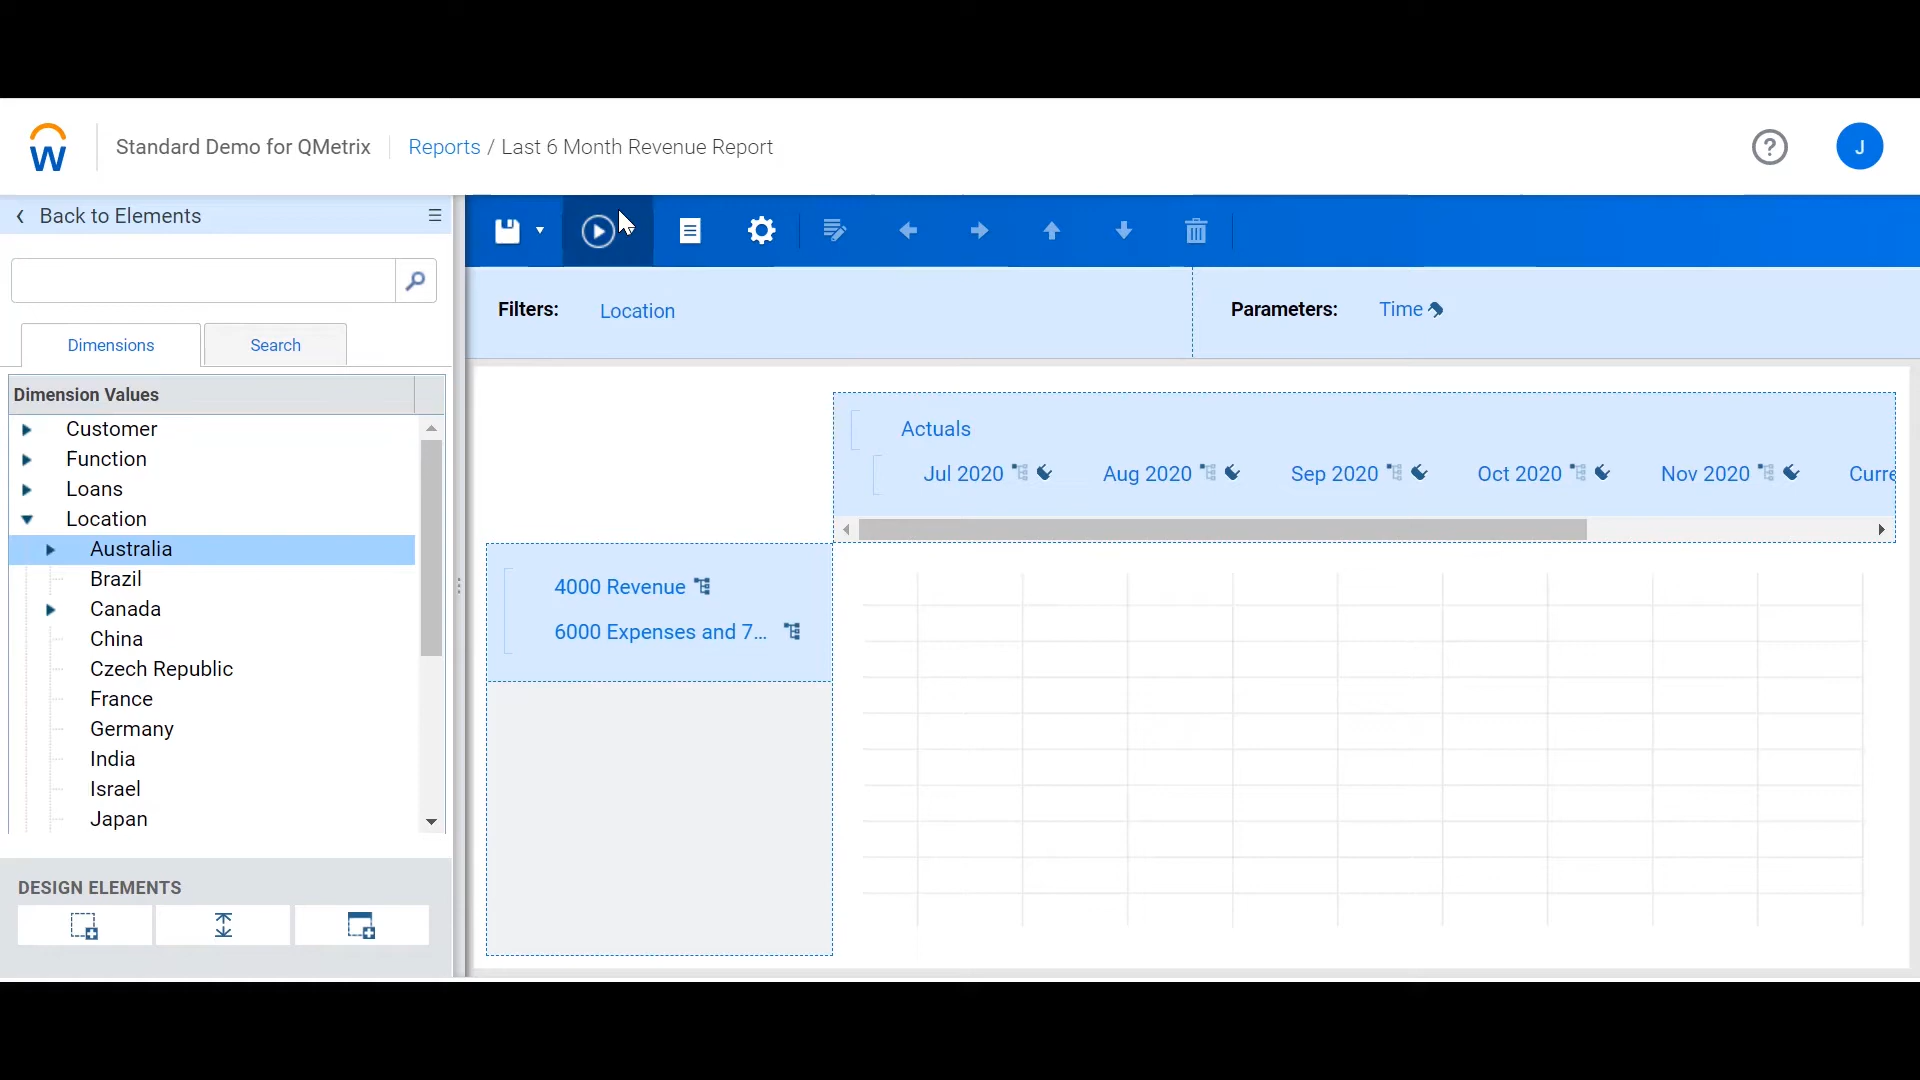 W
Standard Demo for QMetrix
Reports / Last 6 Month Revenue Report
?
J
Back to Elements
Filters:
Location
Parameters:
Time
Dimensions
Search
Dimension Values
Customer
Function
Loans
Location
Australia
Brazil
Canada
China
Czech Republic
France
Germany
India
Israel
Japan
DESIGN ELEMENTS
Actuals
Jul 2020 Aug 2020 Sep 2020 Oct 2020 Nov 2020 Curre
4000 Revenue
6000 Expenses and 7...